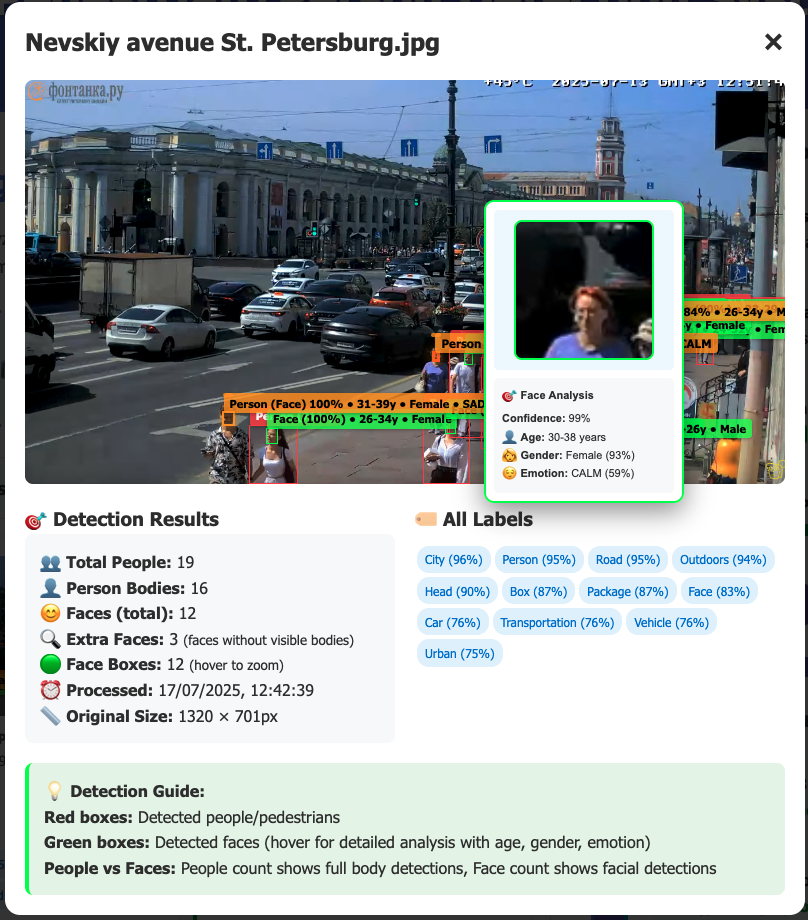 Nevskiy avenue St. Petersburg.jpg
фонтанка.ру
+45°C 2025-07-13 GMT+3 12:51:4
84% • 26-34y • M
y • Female
• Fem
Person
CALM
Person (Face) 100% • 31-39y • Female • SAD
Pe
Face (100%) • 26-34y • Female
26y • Male
Face Analysis
Confidence: 99%
Age: 30-38 years
Gender: Female (93%)
Emotion: CALM (59%)
Detection Results
Total People: 19
Person Bodies: 16
Faces (total): 12
Extra Faces: 3 (faces without visible bodies)
Face Boxes: 12 (hover to zoom)
Processed: 17/07/2025, 12:42:39
Original Size: 1320 × 701px
All Labels
City (96%) Person (95%) Road (95%) Outdoors (94%)
Head (90%) Box (87%) Package (87%) Face (83%)
Car (76%) Transportation (76%) Vehicle (76%)
Urban (75%)
Detection Guide:
Red boxes: Detected people/pedestrians
Green boxes: Detected faces (hover for detailed analysis with age, gender, emotion)
People vs Faces: People count shows full body detections, Face count shows facial detections